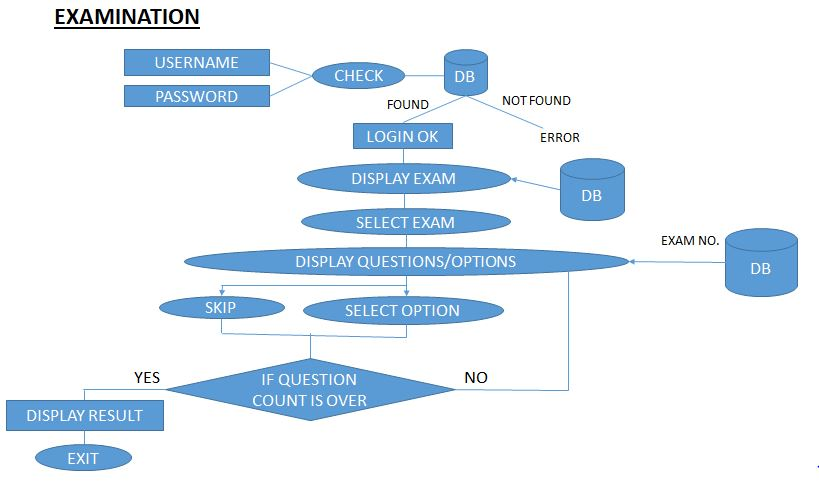 EXAMINATION
USERNAME
PASSWORD
CHECK
DB
FOUND
NOT FOUND
LOGIN OK
ERROR
DISPLAY EXAM
DB
SELECT EXAM
EXAM NO.
DISPLAY QUESTIONS/OPTIONS
DB
SKIP
SELECT OPTION
YES
IF QUESTION
COUNT IS OVER
NO
DISPLAY RESULT
EXIT